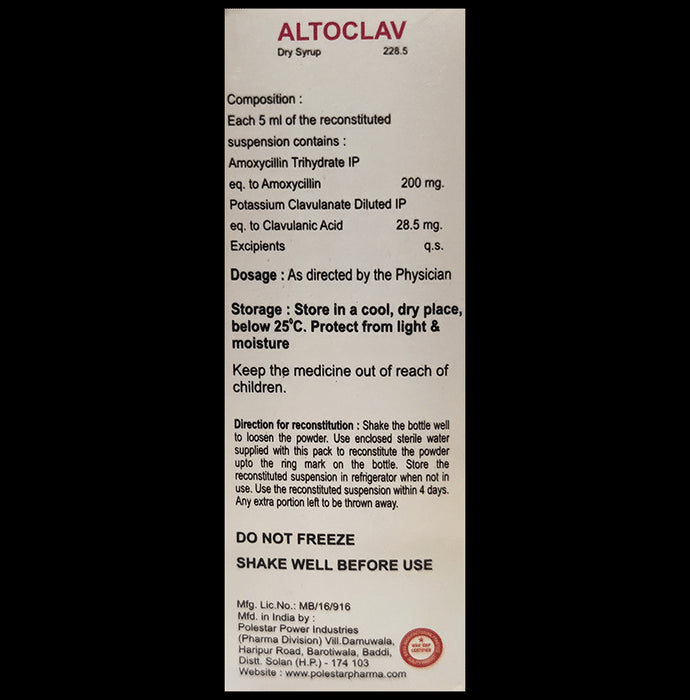 ALTOCLAV
Dry Syrup 228.5
Composition :
Each 5 ml of the reconstituted
suspension contains :
Amoxycillin Trihydrate IP
eq. to Amoxycillin 200 mg.
Potassium Clavulanate Diluted IP
eq. to Clavulanic Acid 28.5 mg.
Excipients q.s.
Dosage : As directed by the Physician
Storage : Store in a cool, dry place,
below 25°C. Protect from light &
moisture
Keep the medicine out of reach of
children.
Direction for reconstitution : Shake the bottle well
to loosen the powder. Use enclosed sterile water
supplied with this pack to reconstitute the powder
upto the ring mark on the bottle. Store the
reconstituted suspension in refrigerator when not in
use. Use the reconstituted suspension within 4 days.
Any extra portion left to be thrown away.
DO NOT FREEZE
SHAKE WELL BEFORE USE
Mfg. Lic.No.: MB/16/916
Mfd. in India by :
Polestar Power Industries
(Pharma Division) Vill.Damuwala,
Haripur Road, Barotiwala, Baddi,
Distt. Solan (H.P.) - 174 103
Website : www.polestarpharma.com
CERTIFIED